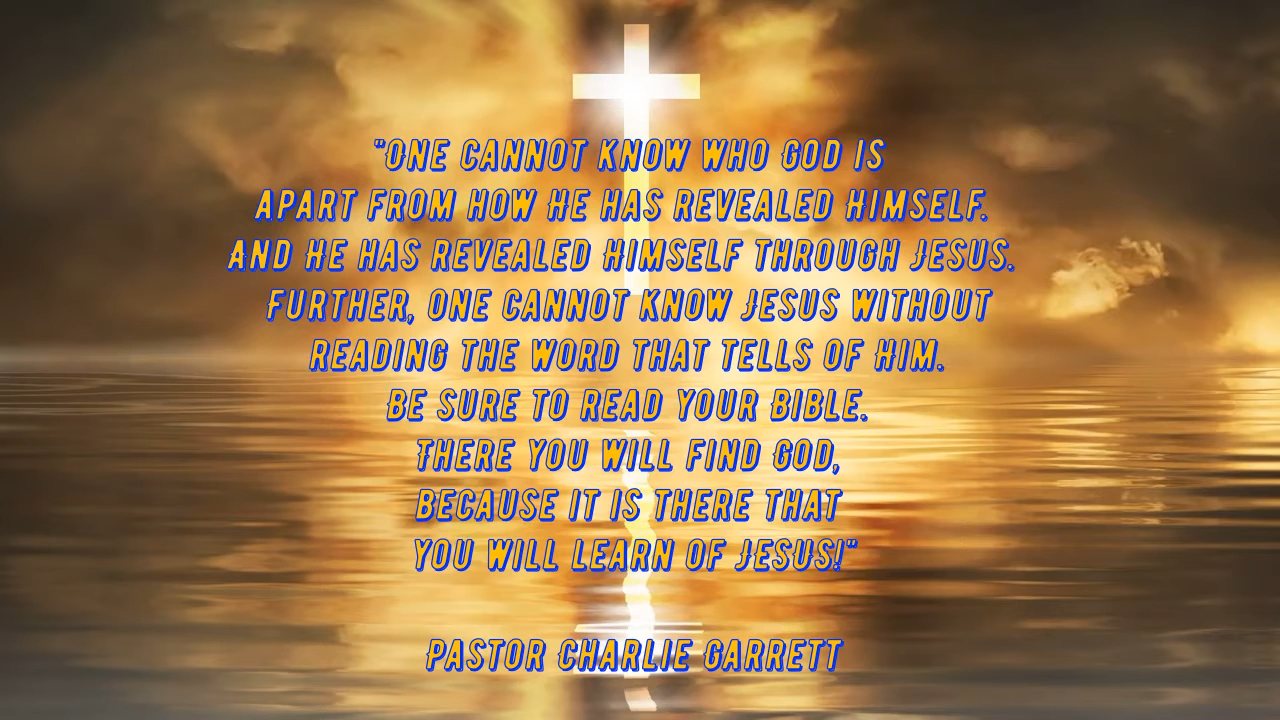 "One cannot know who God is
apart from how He has revealed Himself.
And He has revealed Himself through Jesus.
Further, one cannot know Jesus without
reading the Word that tells of Him.
Be sure to read your Bible.
There you will find God,
because it is there that
you will learn of Jesus!"
Pastor Charlie Garrett